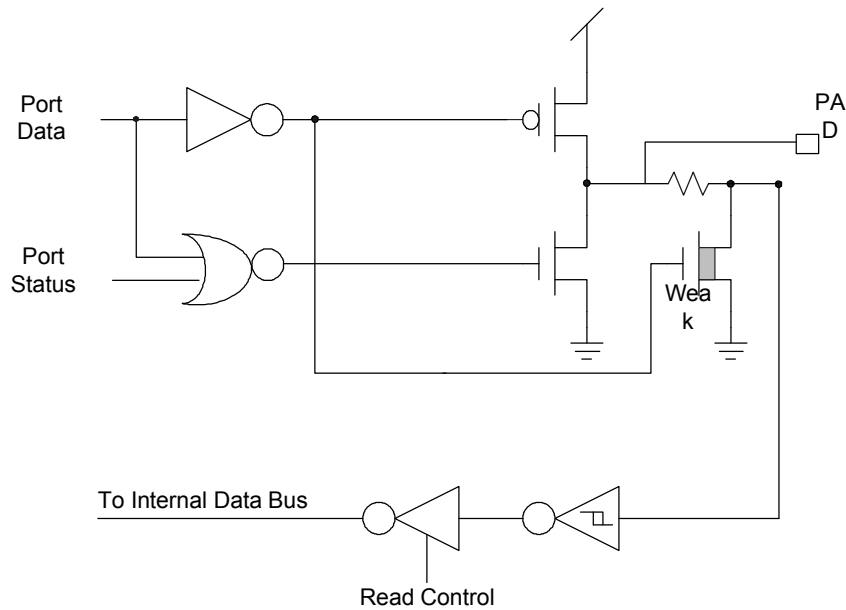 Port
Data
PA
D
Port
Status
Wea
k
To Internal Data Bus
Read Control